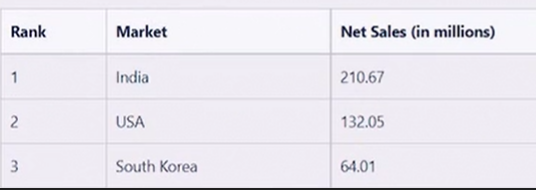 Rank Market Net Sales (in millions)
1 India 210.67
2 USA 132.05
3 South Korea 64.01